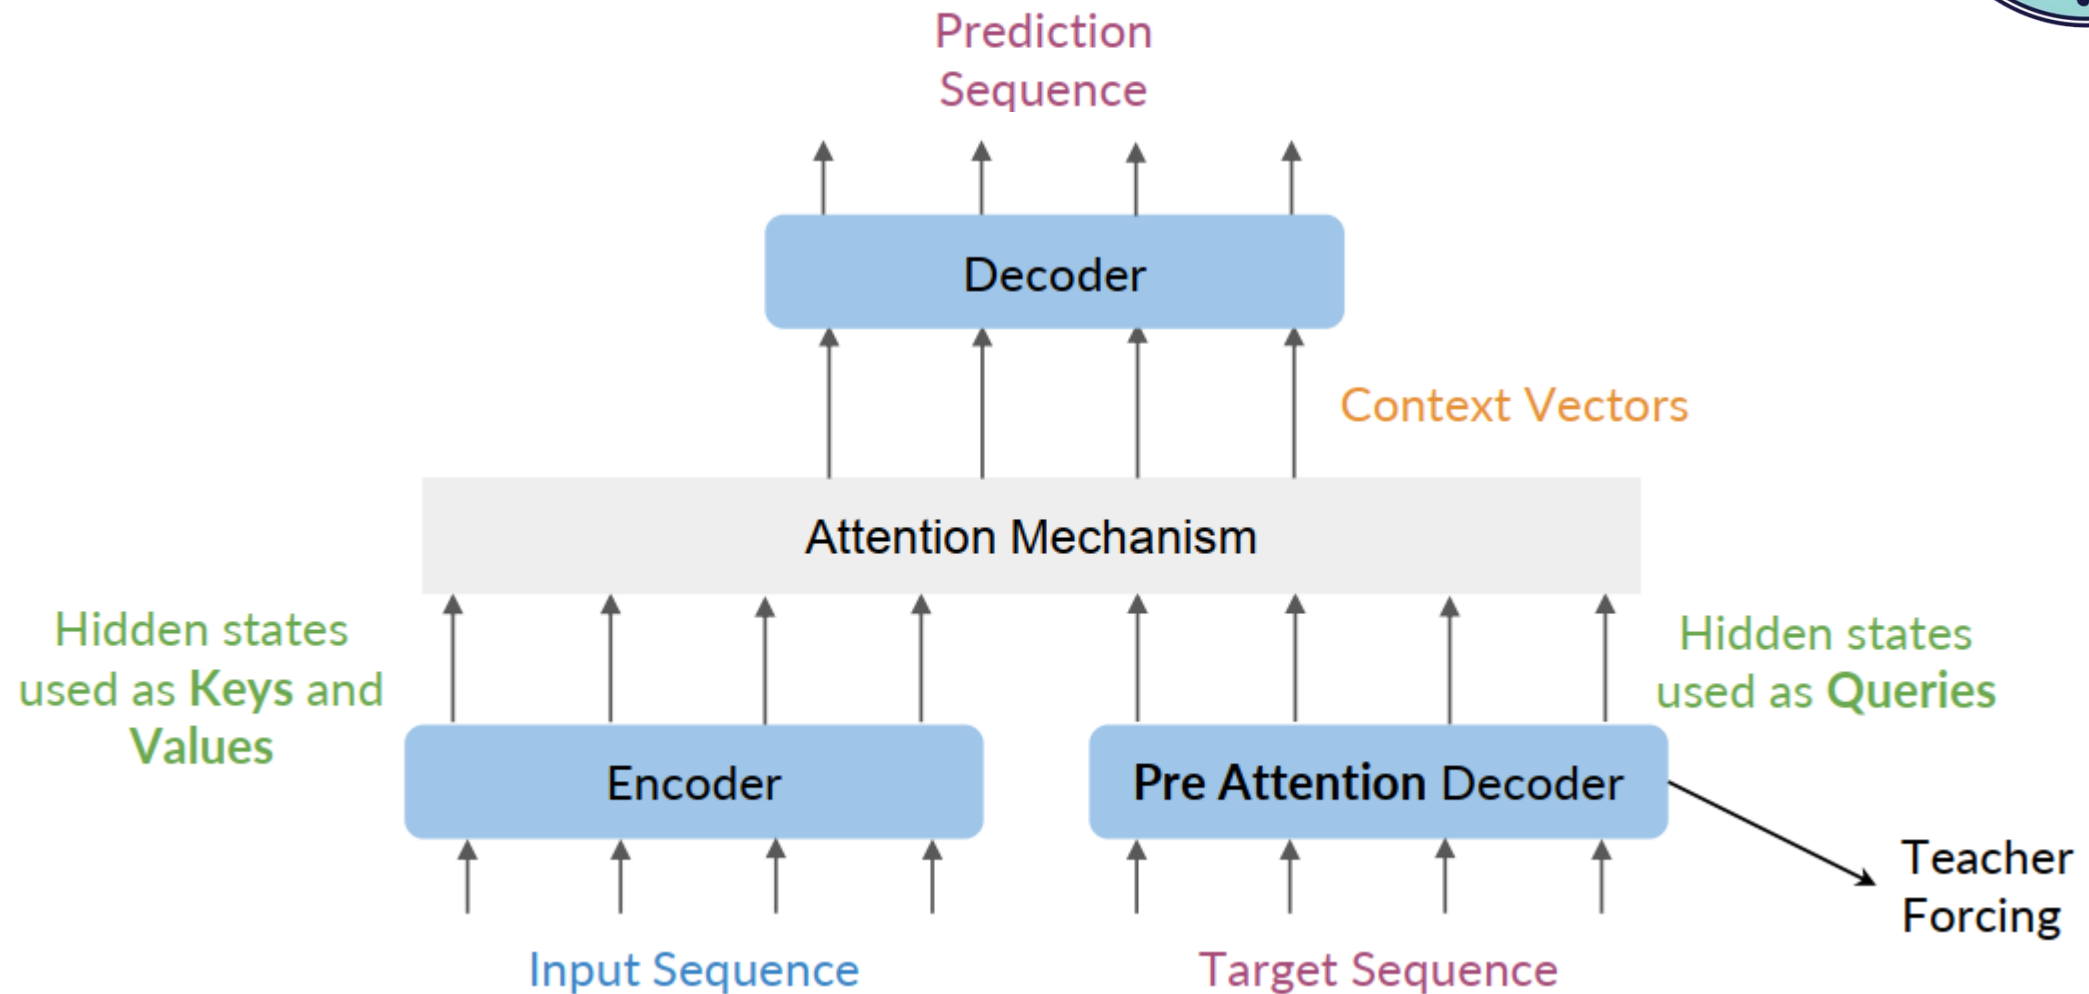 Prediction
Sequence
Decoder
Context Vectors
Attention Mechanism
Hidden states
used as Keys and
Values
Hidden states
used as Queries
Encoder
Pre Attention Decoder
Teacher
Forcing
Input Sequence
Target Sequence